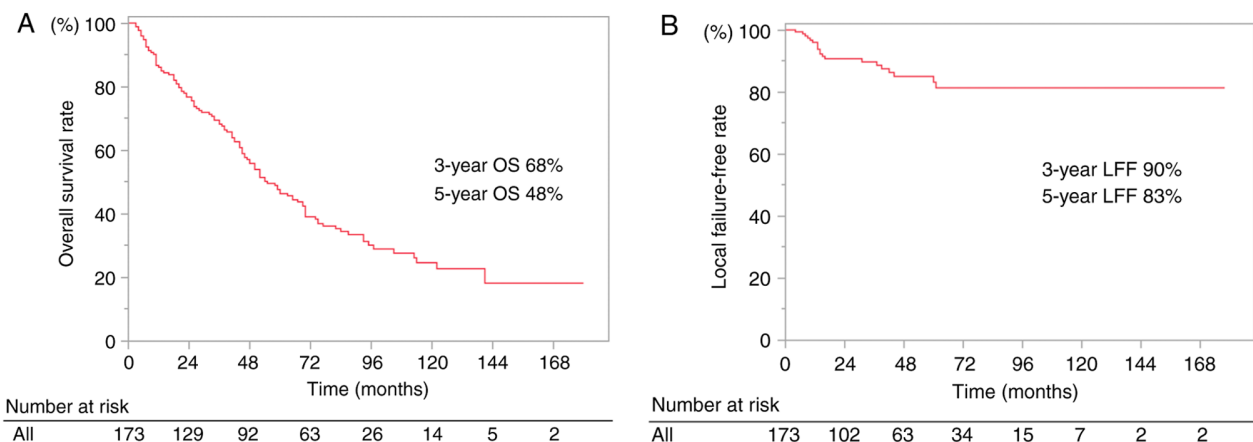 A (%) 100
80
60
40
20
0
Overall survival rate
3-year OS 68%
5-year OS 48%
0 24 48 72 96 120 144 168
Time (months)
Number at risk
All 173 129 92 63 26 14 5 2
B (%) 100
80
60
40
20
0
Local failure-free rate
3-year LFF 90%
5-year LFF 83%
0 24 48 72 96 120 144 168
Time (months)
Number at risk
All 173 102 63 34 15 7 2 2